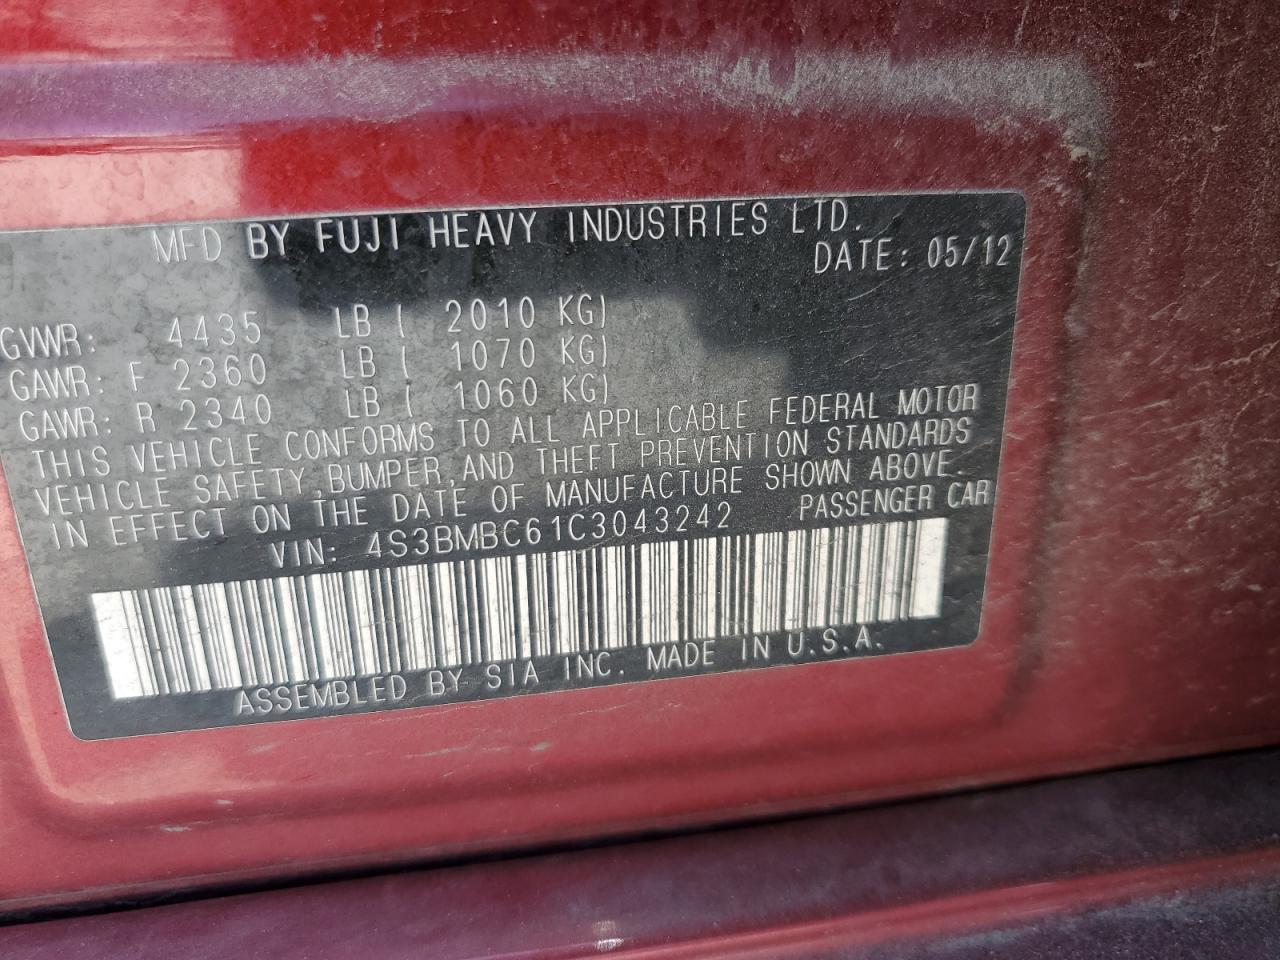 MFD BY FUJI HEAVY INDUSTRIES LTD.
DATE: 05/12
GVWR: 4435 LB ( 2010 KG)
GAWR: F 2360 LB ( 1070 KG)
GAWR: R 2340 LB ( 1060 KG)
THIS VEHICLE CONFORMS TO ALL APPLICABLE FEDERAL MOTOR
VEHICLE SAFETY,BUMPER,AND THEFT PREVENTION STANDARDS
IN EFFECT ON THE DATE OF MANUFACTURE SHOWN ABOVE.
VIN: 4S3BMBC61C3043242 PASSENGER CAR
ASSEMBLED BY SIA INC. MADE IN U.S.A.